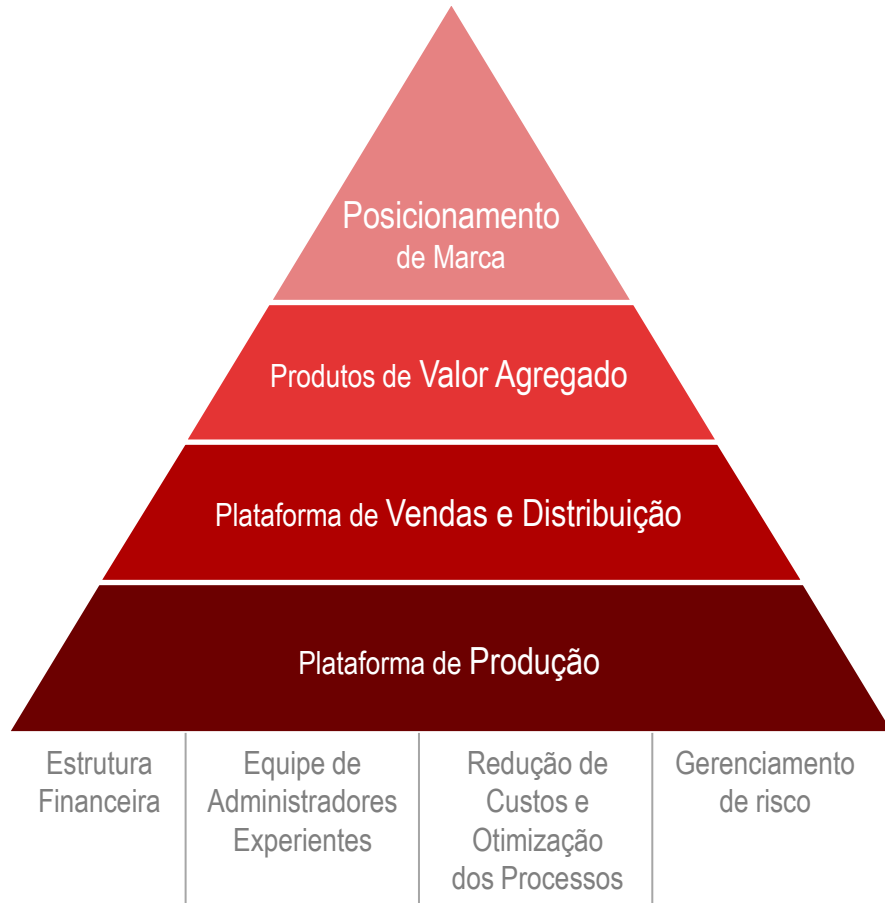 Posicionamento
de Marca
Produtos de Valor Agregado
Plataforma de Vendas e Distribuição
Plataforma de Produção
Estrutura
Financeira
Equipe de
Administradores
Experientes
Redução de
Custos e
Otimização
dos Processos
Gerenciamento
de risco